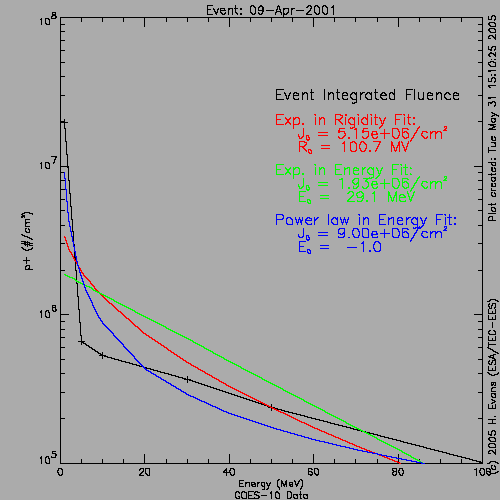 Event: 09-Apr-2001
Event Integrated Fluence
Exp. in Rigidity Fit:
J₀ = 5.15e+06/cm²
R₀ = 100.7 MV
Exp. in Energy Fit:
J₀ = 1.93e+06/cm²
E₀ = 29.1 MeV
Power law in Energy Fit:
J₀ = 9.00e+06/cm²
E₀ = -1.0
p+ (#/cm²)
10⁸
10⁷
10⁶
10⁵
0 20 40 60 80 100
Energy (MeV)
GOES-10 Data
Plot created: Tue May 31 15:10:25 2005
(c) 2005 H. Evans (ESA/TEC-EES)